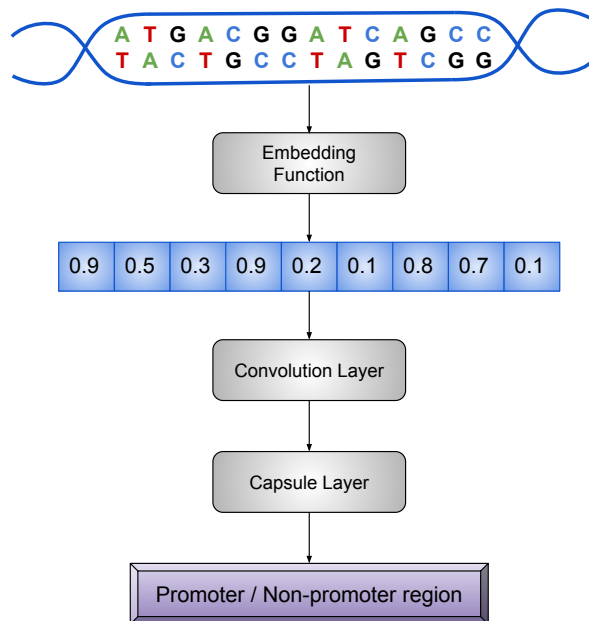 A T G A C G G A T C A G C C
T A C T G C C T A G T C G G
Embedding
Function
0.9 0.5 0.3 0.9 0.2 0.1 0.8 0.7 0.1
Convolution Layer
Capsule Layer
Promoter / Non-promoter region